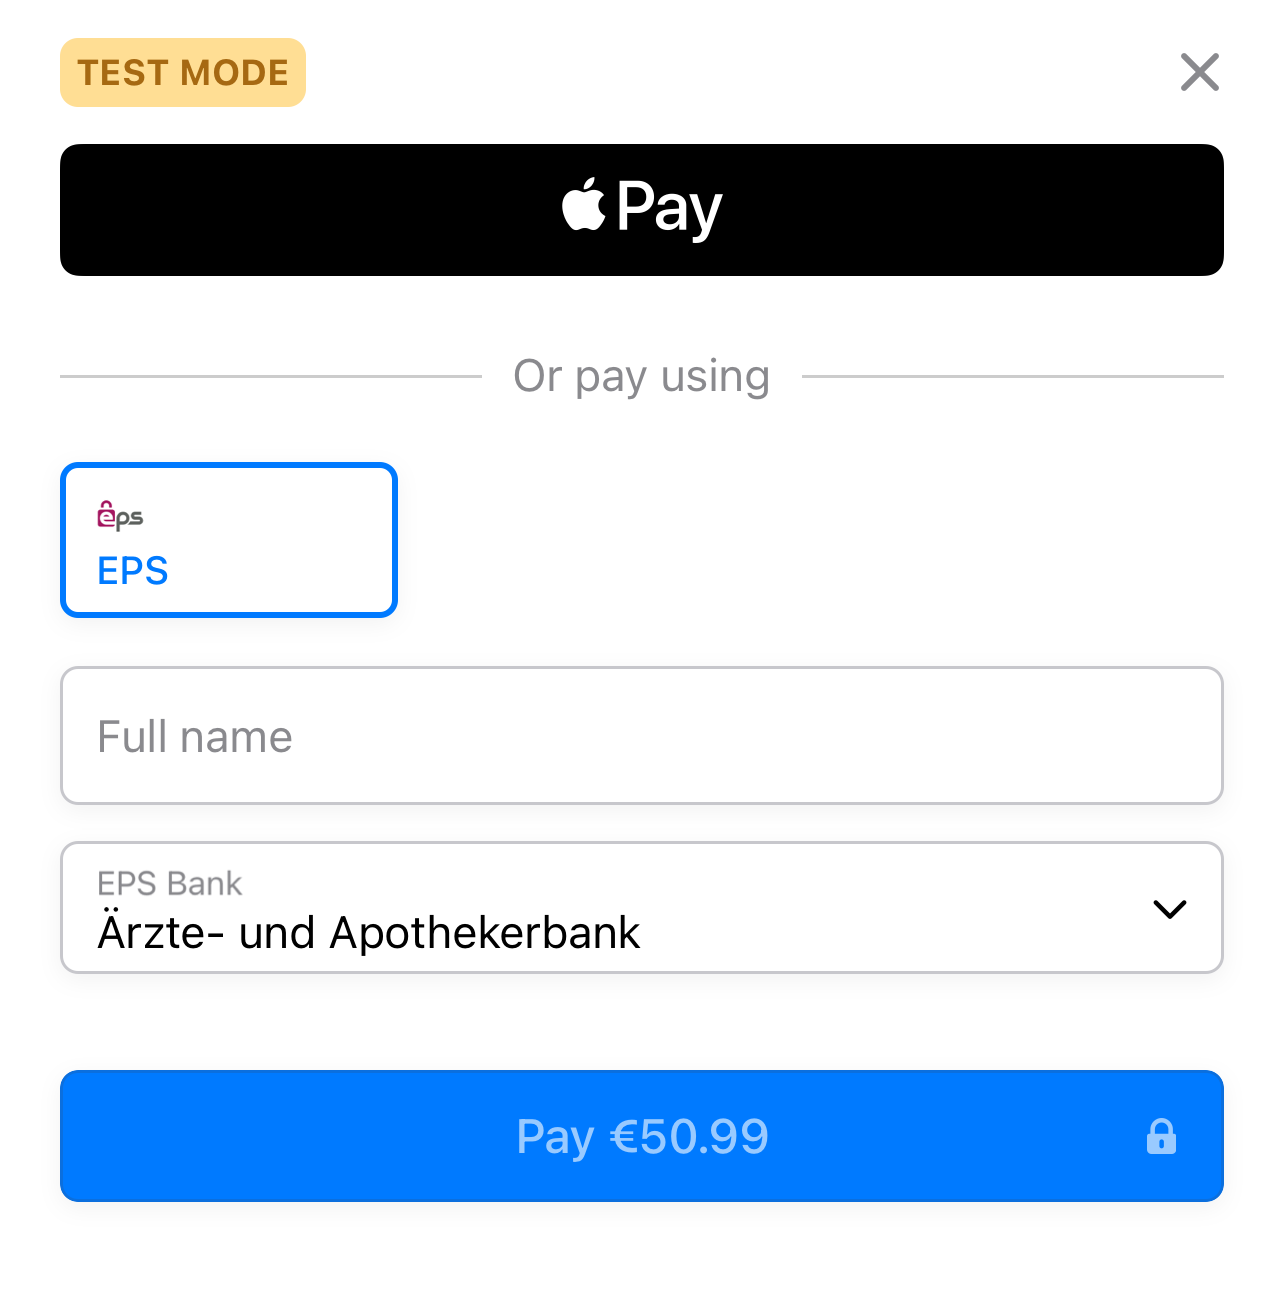 TEST MODE
Pay
Or pay using
eps
EPS
Full name
EPS Bank
Ärzte- und Apothekerbank
Pay €50.99